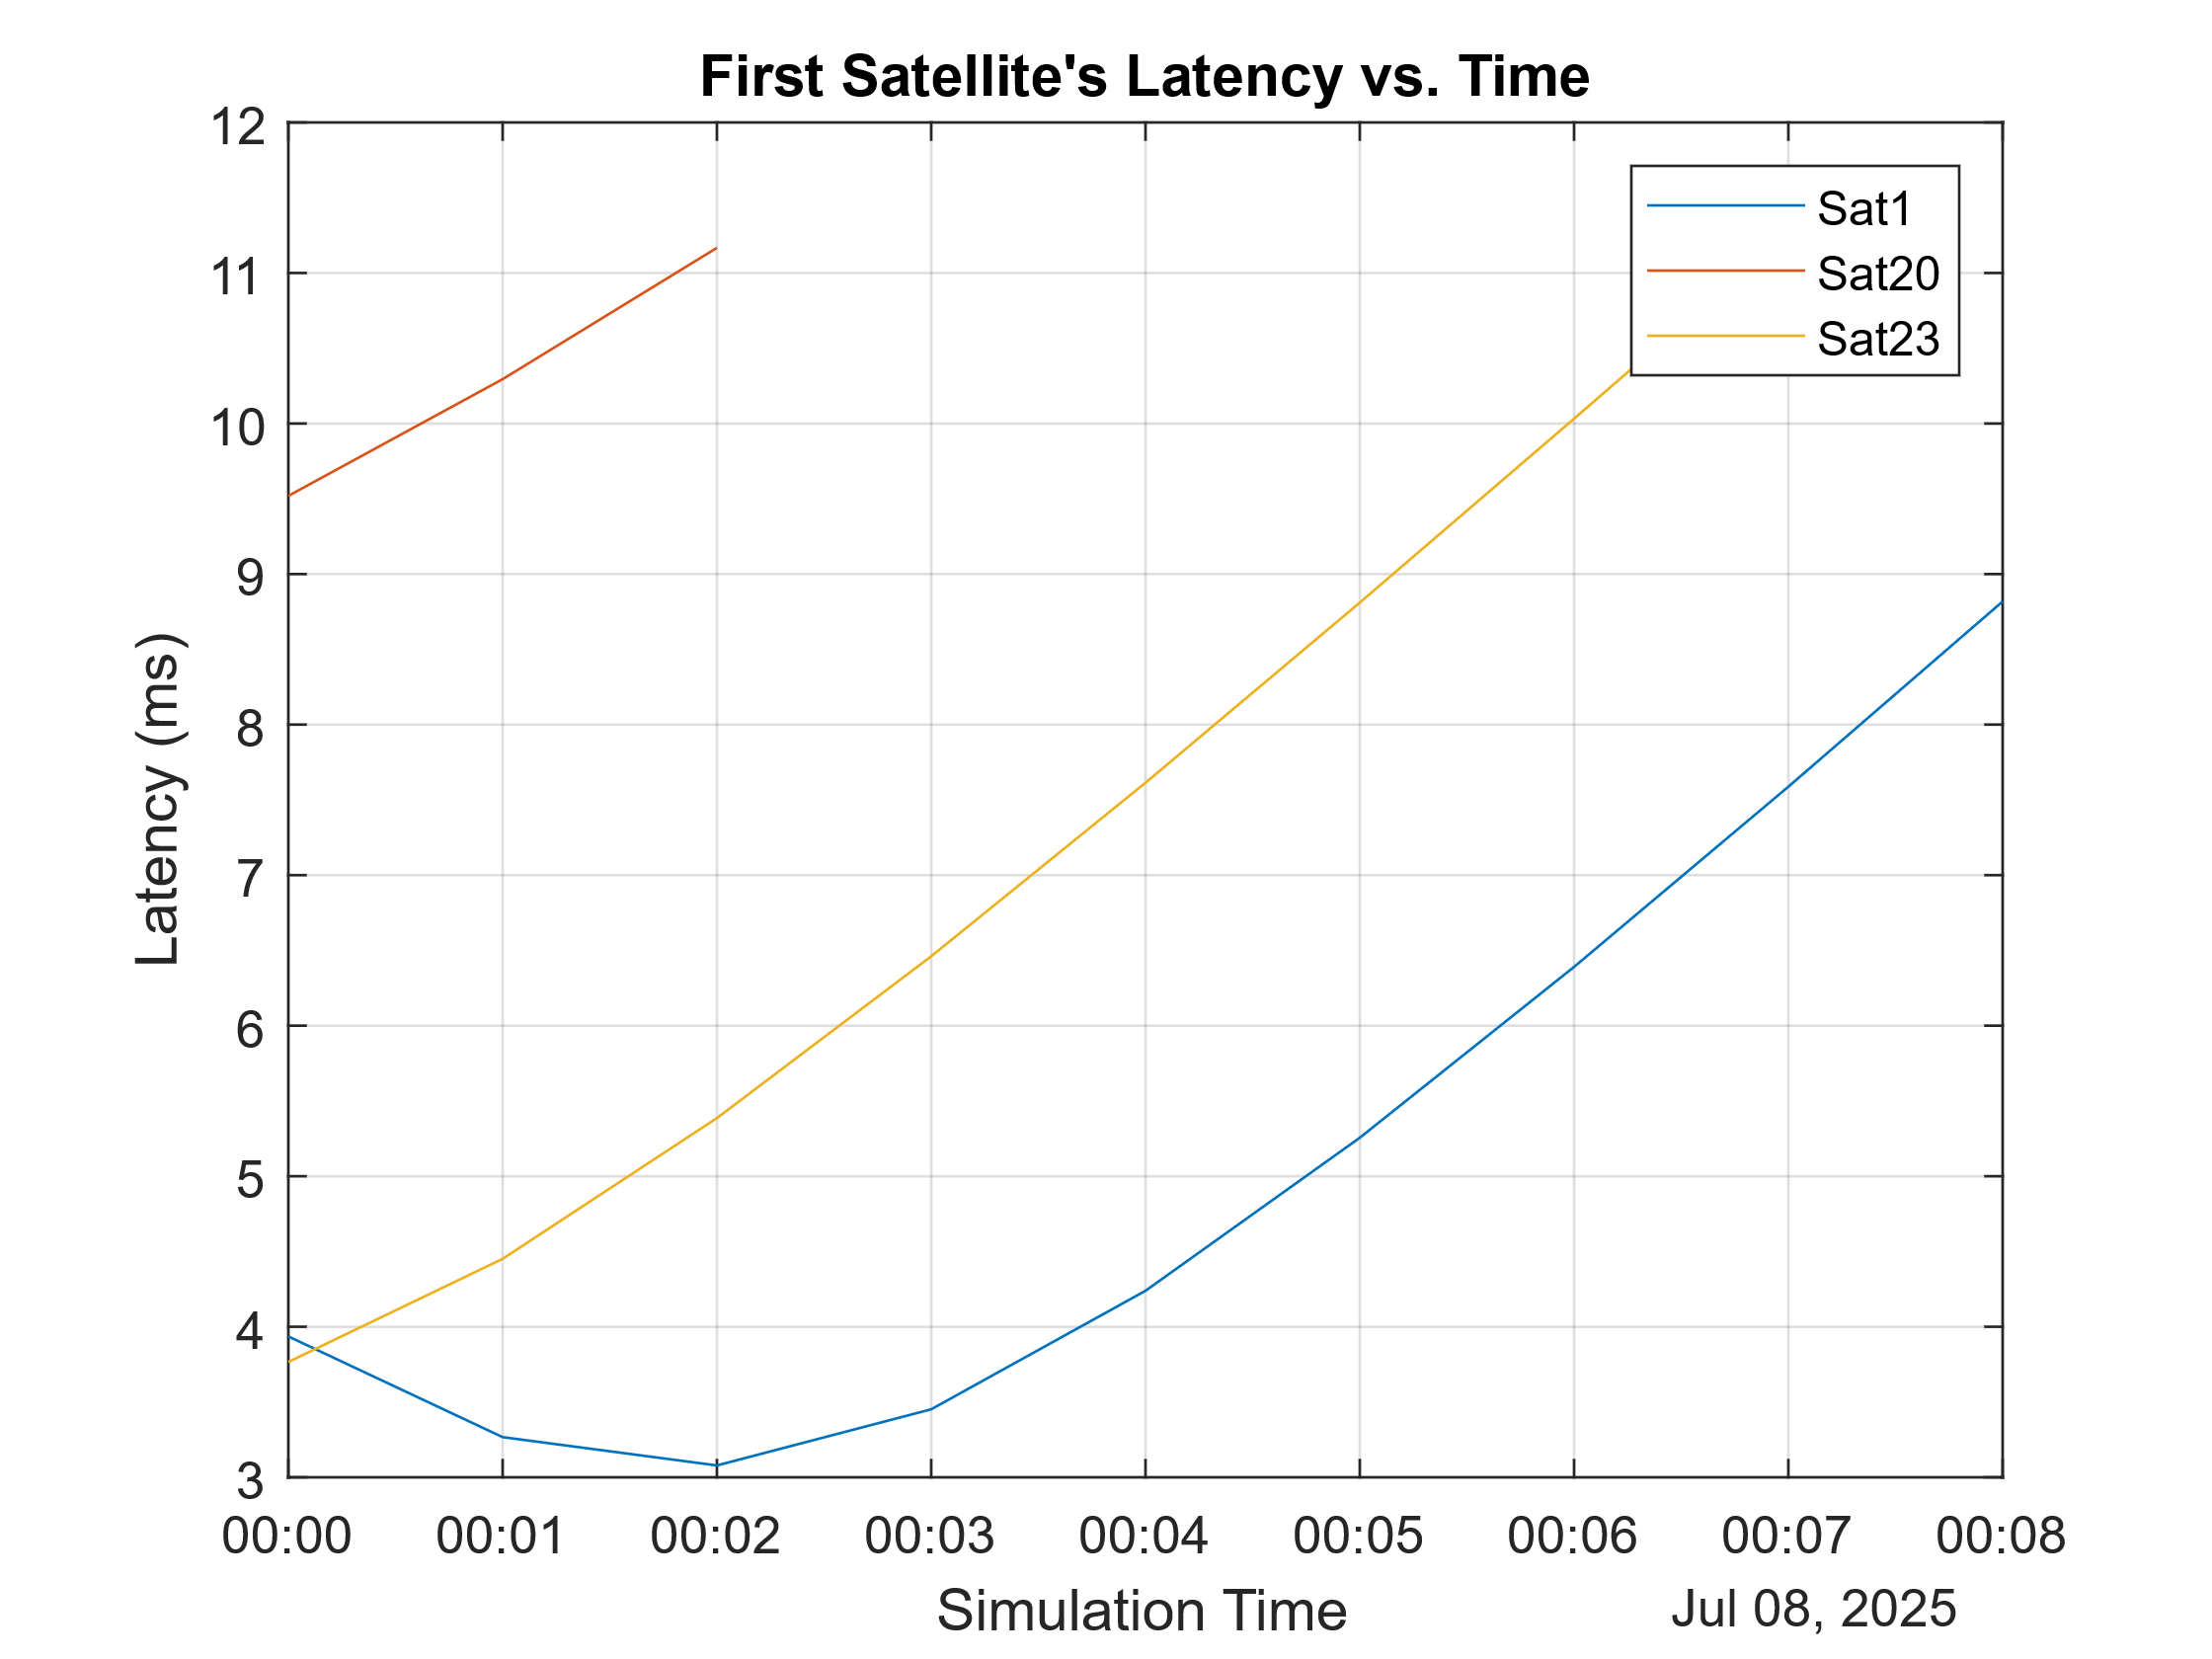 First Satellite's Latency vs. Time
12
11
10
9
8
7
6
5
4
3
Latency (ms)
Sat1
Sat20
Sat23
00:00 00:01 00:02 00:03 00:04 00:05 00:06 00:07 00:08
Simulation Time
Jul 08, 2025